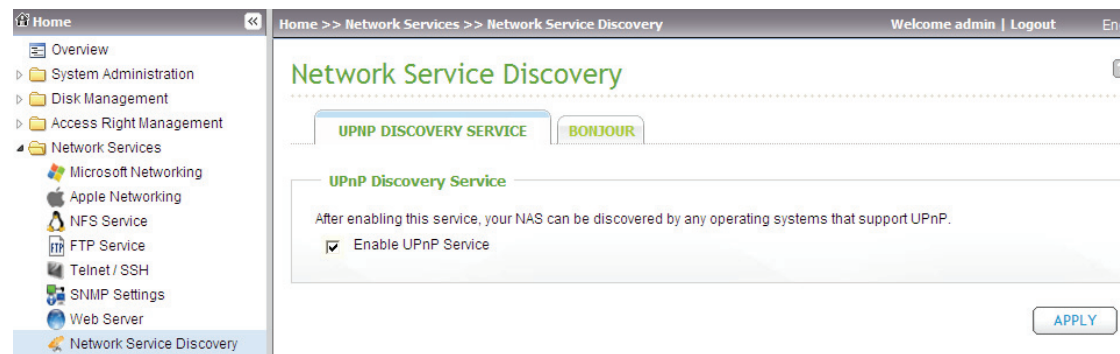 Home
Home >> Network Services >> Network Service Discovery
Welcome admin | Logout
Overview
System Administration
Disk Management
Access Right Management
Network Services
Microsoft Networking
Apple Networking
NFS Service
FTP
FTP Service
Telnet / SSH
SNMP Settings
Web Server
Network Service Discovery
Network Service Discovery
UPNP DISCOVERY SERVICE
BONJOUR
UPnP Discovery Service
After enabling this service, your NAS can be discovered by any operating systems that support UPnP.
Enable UPnP Service
APPLY